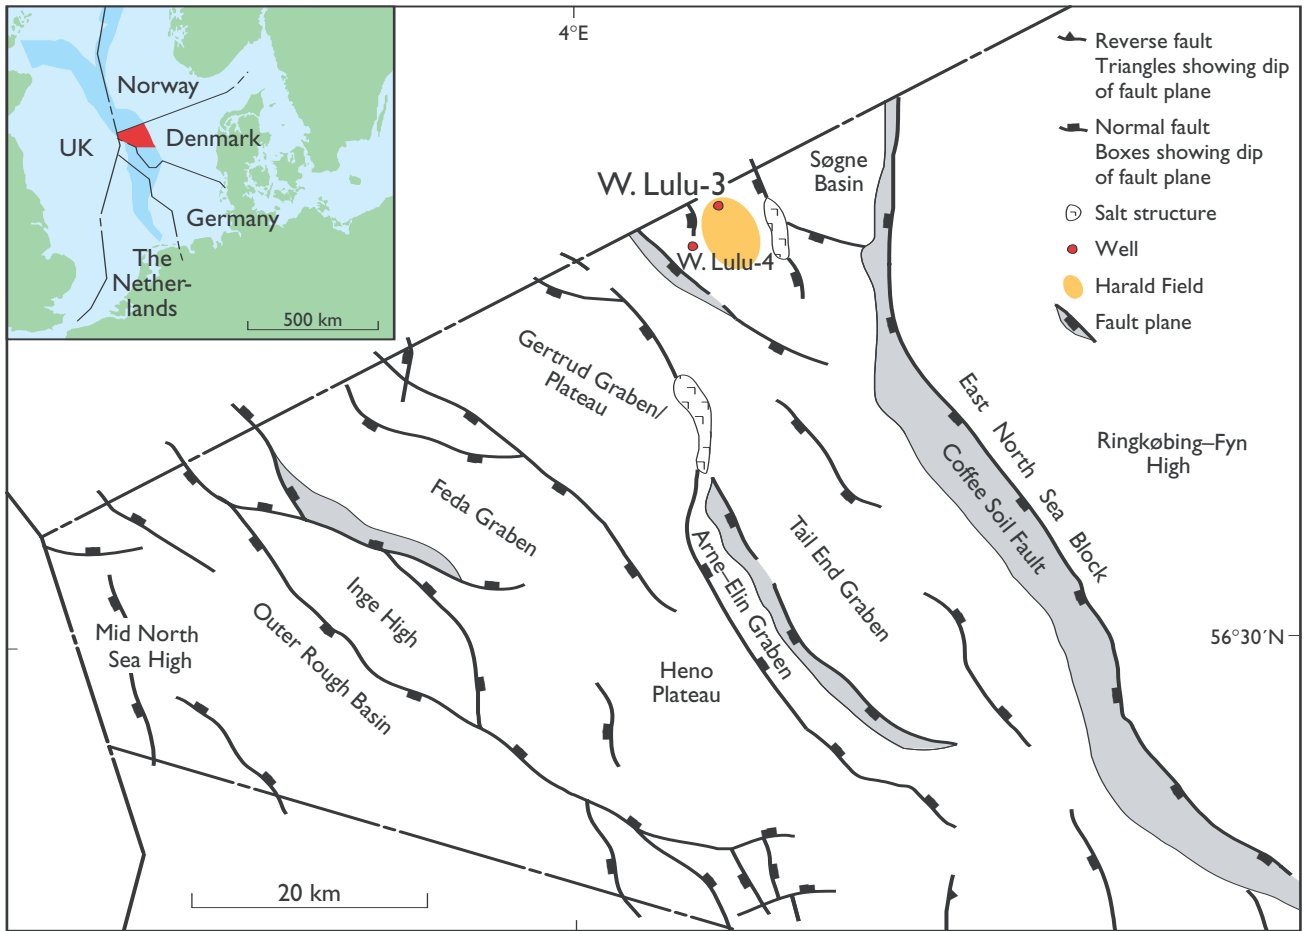 4°E
Norway
UK
Denmark
Germany
The
Nether-
lands
500 km
Reverse fault
Triangles showing dip
of fault plane
Normal fault
Boxes showing dip
of fault plane
Salt structure
Well
Harald Field
Fault plane
Søgne
Basin
W. Lulu-3
W. Lulu-4
Gertrud Graben/
Plateau
East North Sea Block
Ringkøbing–Fyn
High
Coffee Soil Fault
Feda Graben
Tail End Graben
Arne–Elin Graben
Inge High
Outer Rough Basin
Mid North
Sea High
56°30´N
Heno
Plateau
20 km